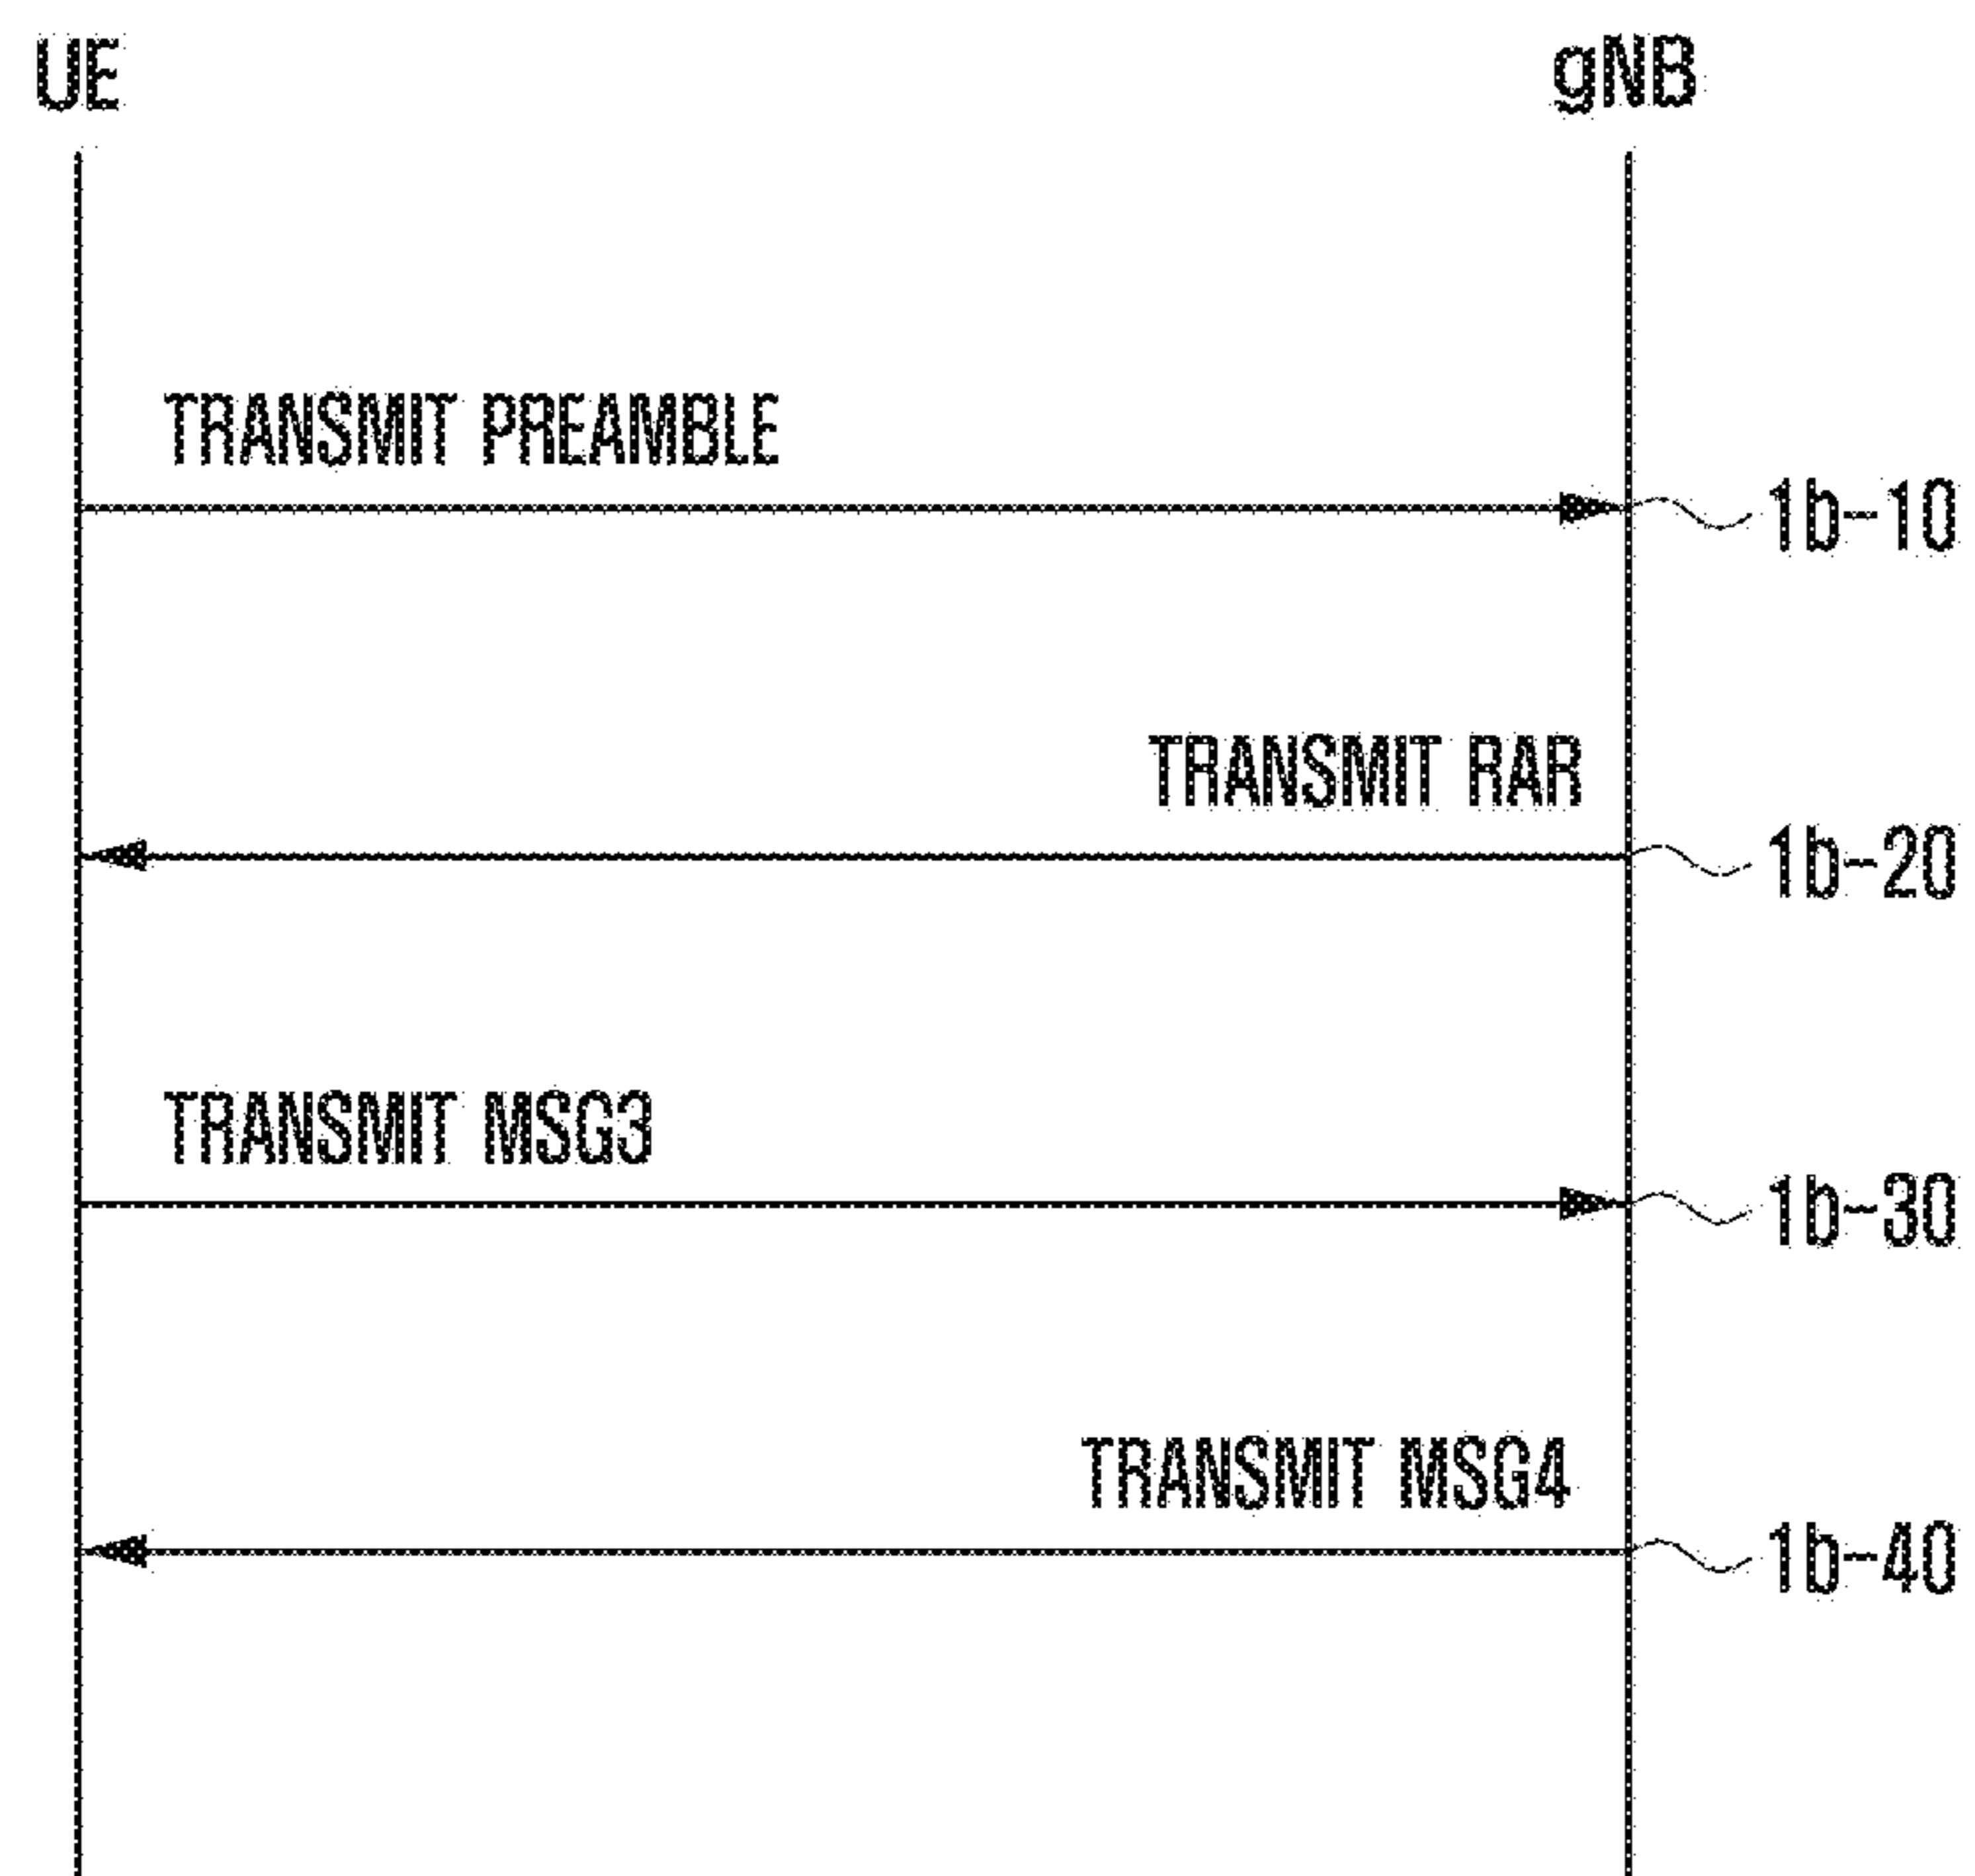 UE gNB
TRANSMIT PREAMBLE
1b-10
TRANSMIT RAR
1b-20
TRANSMIT MSG3
1b-30
TRANSMIT MSG4
1b-40